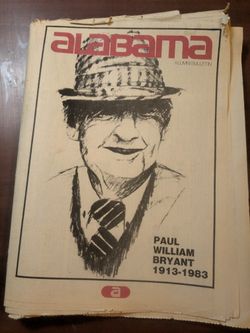 alabama
ALUMNI BULLETIN
PAUL
WILLIAM
BRYANT
1913-1983
a